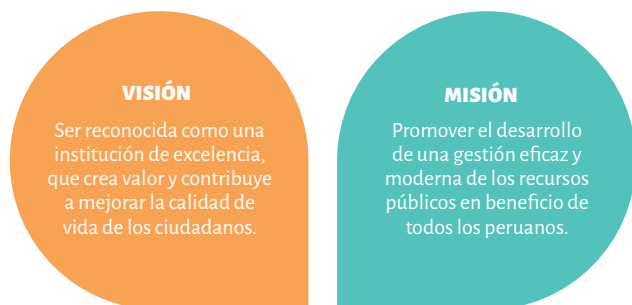 VISIÓN
Ser reconocida como una
institución de excelencia,
que crea valor y contribuye
a mejorar la calidad de
vida de los ciudadanos.
MISIÓN
Promover el desarrollo
de una gestión eficaz y
moderna de los recursos
públicos en beneficio de
todos los peruanos.